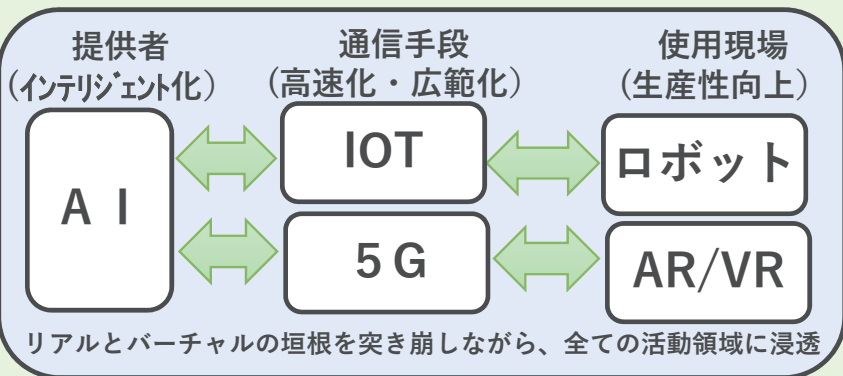 提供者
(インテリジェント化)
通信手段
(高速化・広範化)
使用現場
(生産性向上)
ＡＩ
IOT
５G
ロボット
AR/VR
リアルとバーチャルの垣根を突き崩しながら、全ての活動領域に浸透